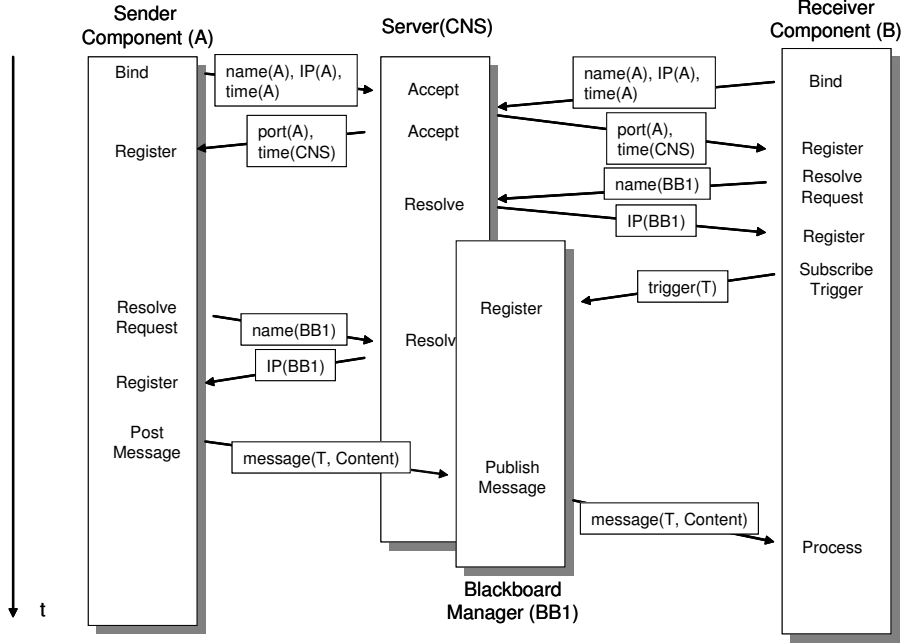 Sender
Component (A)
Server(CNS)
Receiver
Component (B)
Bind
name(A), IP(A),
time(A)
Accept
name(A), IP(A),
time(A)
Bind
port(A),
time(CNS)
Accept
port(A),
time(CNS)
Register
Register
name(BB1)
Resolve
Request
Resolve
IP(BB1)
Register
Subscribe
Trigger
trigger(T)
Register
Resolve
Request
name(BB1)
Resolv
IP(BB1)
Register
Post
Message
message(T, Content)
Publish
Message
message(T, Content)
Process
Blackboard
Manager (BB1)
t